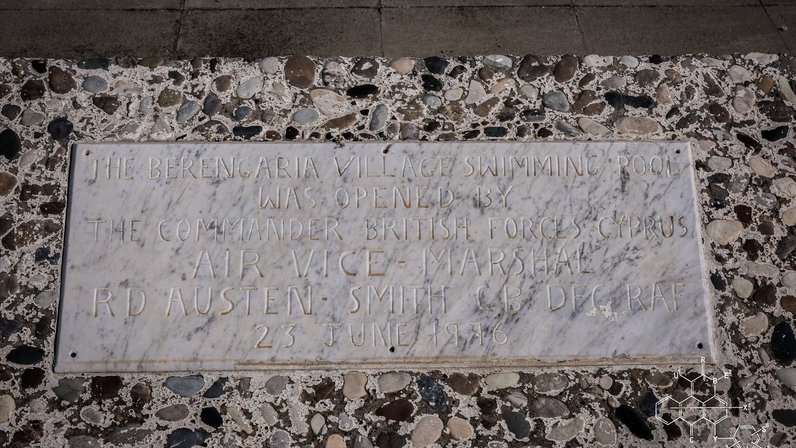 THE BERENGARIA VILLAGE SWIMMING POOL
WAS OPENED BY
THE COMMANDER BRITISH FORCES CYPRUS
AIR VICE - MARSHAL
R D AUSTEN - SMITH CB DFC RAF
23 JUNE 1976